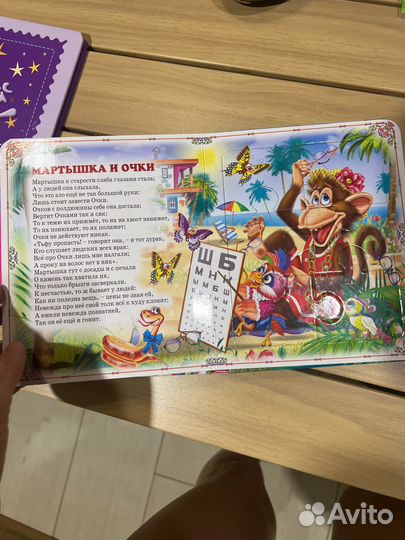 МАРТЫШКА И ОЧКИ
Мартышка к старости слаба глазами стала;
А у людей она слыхала,
Что это зло ещё не так большой руки:
Лишь стоит завести Очки.
Очков с полдюжины себе она достала;
Вертит Очками так и сяк:
То к темю их прижмёт, то их на хвост нанижет,
То их понюхает, то их полижет;
Очки не действуют никак.
«Тьфу пропасть! – говорит она, – и тот дурак,
Кто слушает людских всех врак:
Всё про Очки лишь мне налгали;
А проку на волос нет в них».
Мартышка тут с досады и с печали
О камень так хватила их,
Что только брызги засверкали.
К несчастью, то ж бывает у людей:
Как ни полезна вещь, – цены не зная ей,
Невежда про неё свой толк всё к худу клонит;
А ежели невежда познатней,
Так он её ещё и гонит.
Ш Б
М Н К
Ы М Б Ш
Avito